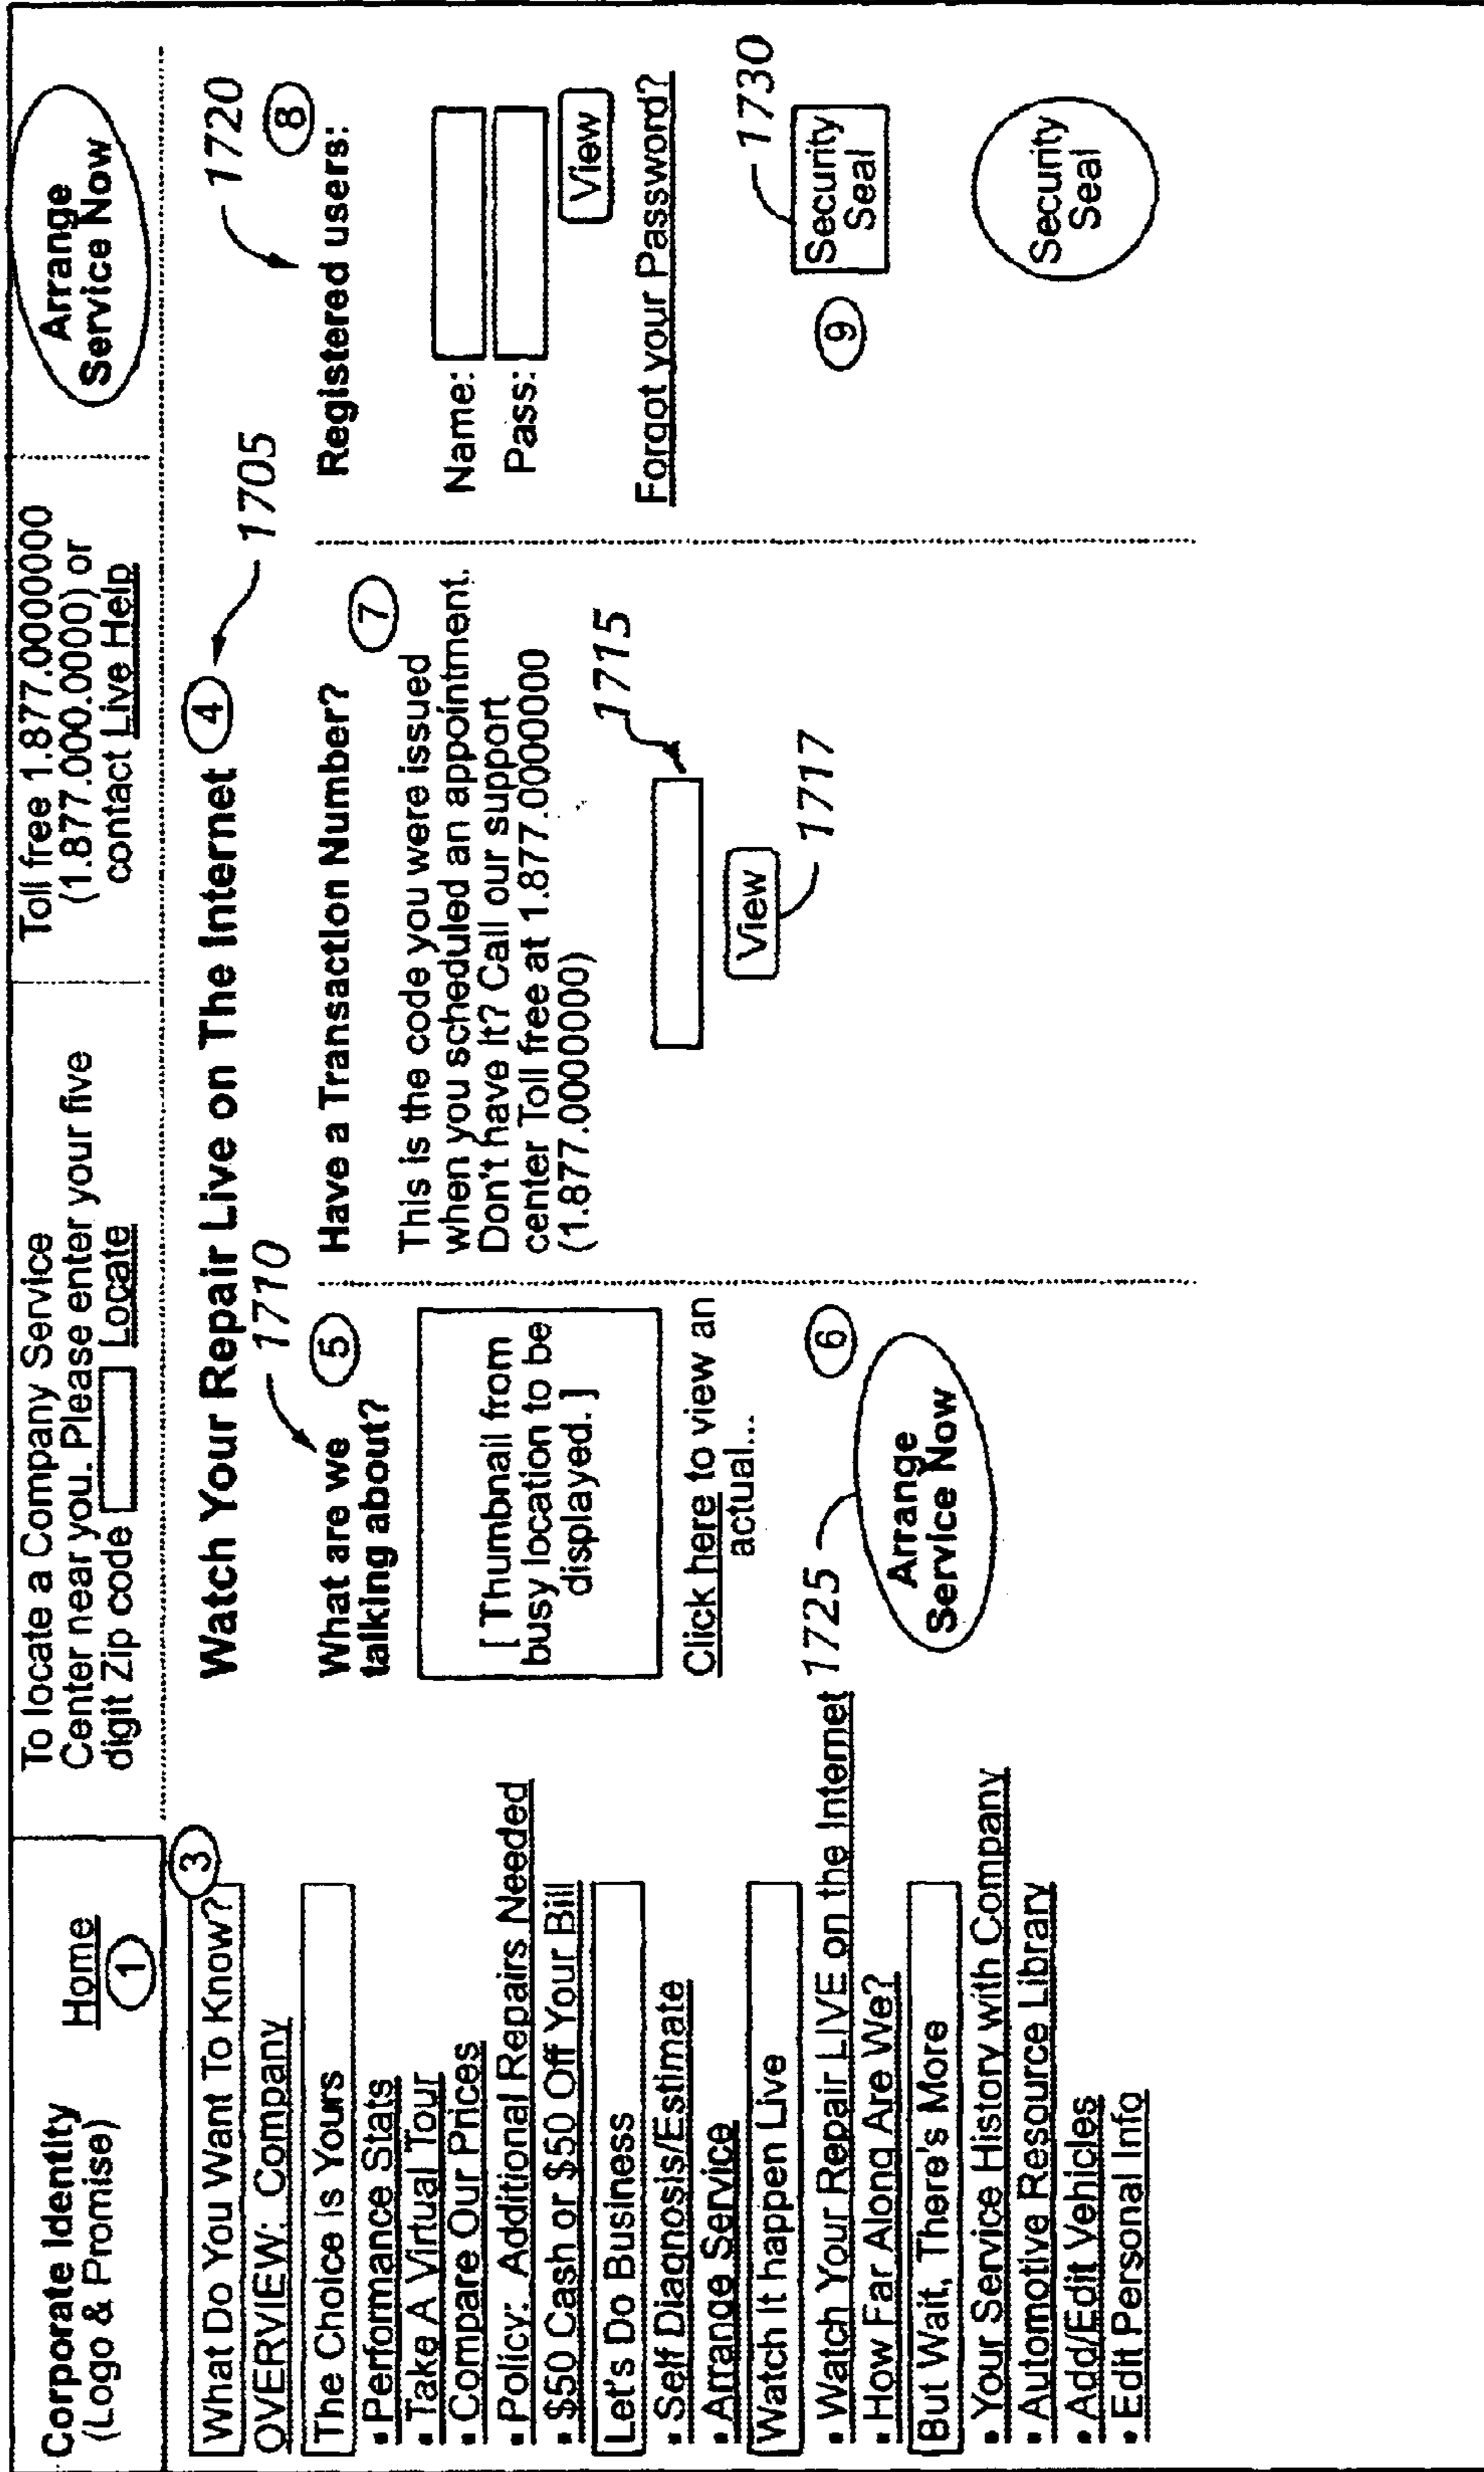 Corporate Identity
(Logo & Promise)
Home
1
To locate a Company Service
Center near you. Please enter your five
digit Zip code Locate
Toll free 1.877.0000000
(1.877.000.0000) or
contact Live Help
Arrange
Service Now
3
What Do You Want To Know?
OVERVIEW: Company
The Choice Is Yours
• Performance Stats
• Take A Virtual Tour
• Compare Our Prices
• Policy: Additional Repairs Needed
• $50 Cash or $50 Off Your Bill
Let's Do Business
• Self Diagnosis/Estimate
• Arrange Service
Watch It happen Live
• Watch Your Repair LIVE on the Internet
• How Far Along Are We?
But Wait, There's More
• Your Service History with Company
• Automotive Resource Library
• Add/Edit Vehicles
• Edit Personal Info
Watch Your Repair Live on The Internet 4
1705
1710
What are we 5
talking about?
[ Thumbnail from
busy location to be
displayed. ]
Click here to view an
actual...
1725
6
Arrange
Service Now
Have a Transaction Number?
7
This is the code you were issued
when you scheduled an appointment.
Don't have It? Call our support
center Toll free at 1.877.0000000
(1.877.0000000)
1715
View
1717
1720
8
Registered users:
Name:
Pass:
View
Forgot your Password?
1730
9
Security
Seal
Security
Seal